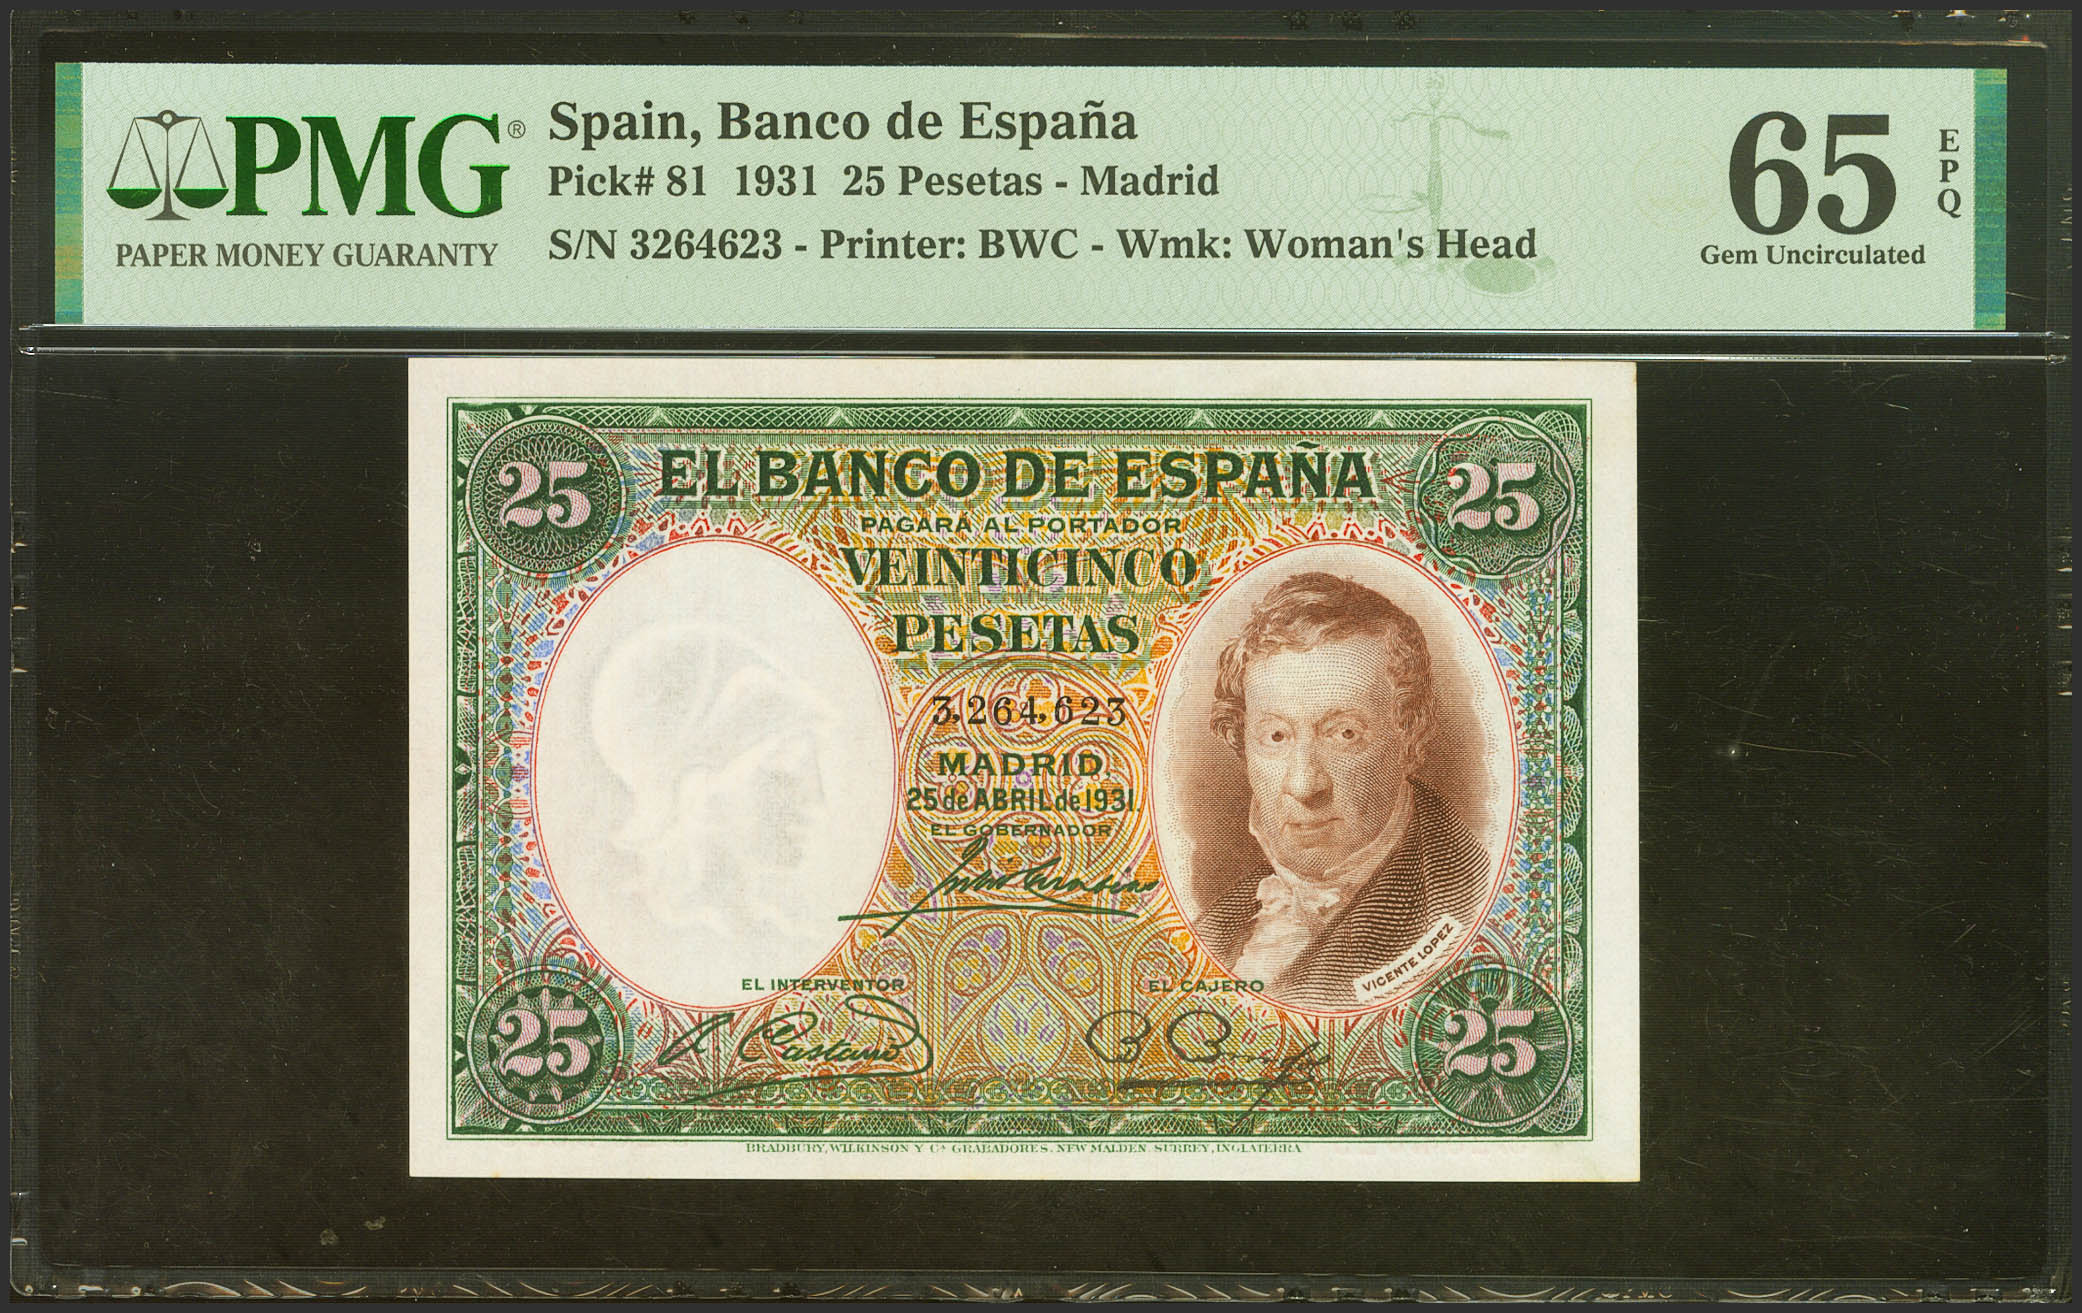 PMG®
PAPER MONEY GUARANTY
Spain, Banco de España
Pick# 81 1931 25 Pesetas - Madrid
S/N 3264623 - Printer: BWC - Wmk: Woman's Head
65
EPQ
Gem Uncirculated
25
25
EL BANCO DE ESPAÑA
PAGARÁ AL PORTADOR
VEINTICINCO
PESETAS
3,264,623
MADRID,
25 de ABRIL de 1931.
EL GOBERNADOR
VICENTE LOPEZ
EL INTERVENTOR
EL CAJERO
A Castaño
25
25
BRADBURY, WILKINSON Y Cª GRABADORES. NEW MALDEN. SURREY, INGLATERRA